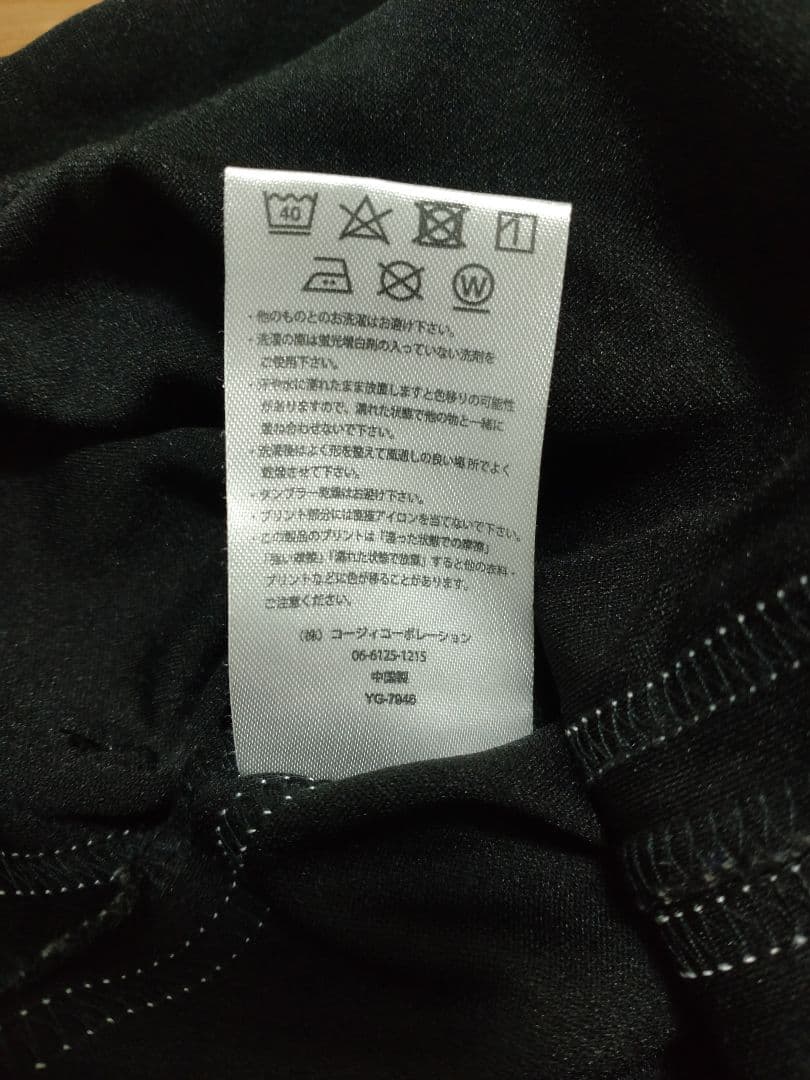 40
W
・他のものとのお洗濯はお避け下さい。
・洗濯の際は蛍光増白剤の入っていない洗剤を
ご使用下さい。
・汗や水に濡れたまま放置しますと色移りの可能性
がありますので、濡れた状態で他の物と一緒に
重ね合わせないで下さい。
・洗濯後はよく形を整えて風通しの良い場所でよく
乾燥させて下さい。
・タンブラー乾燥はお避け下さい。
・プリント部分には直接アイロンを当てないで下さい。
この製品のプリントは「湿った状態での摩擦」
「強い摩擦」「濡れた状態で放置」すると他の衣料・
プリントなどに色が移ることがあります。
ご注意ください。
(株) コージィコーポレーション
06-6125-1215
中国製
YG-7946